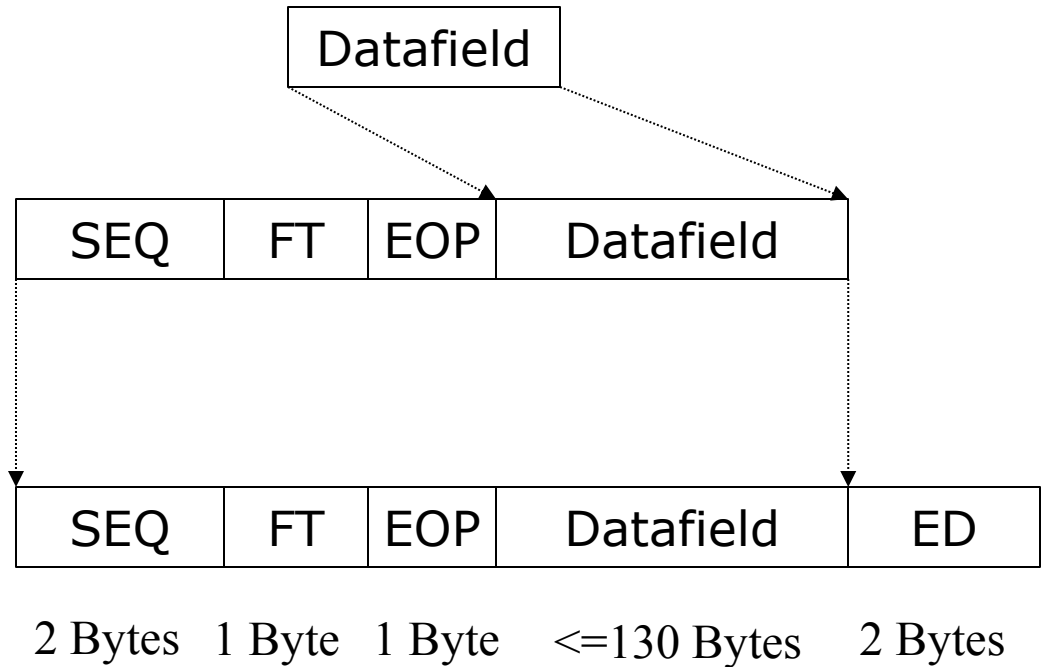 Datafield
SEQ FT EOP Datafield
SEQ FT EOP Datafield ED
2 Bytes 1 Byte 1 Byte <=130 Bytes 2 Bytes